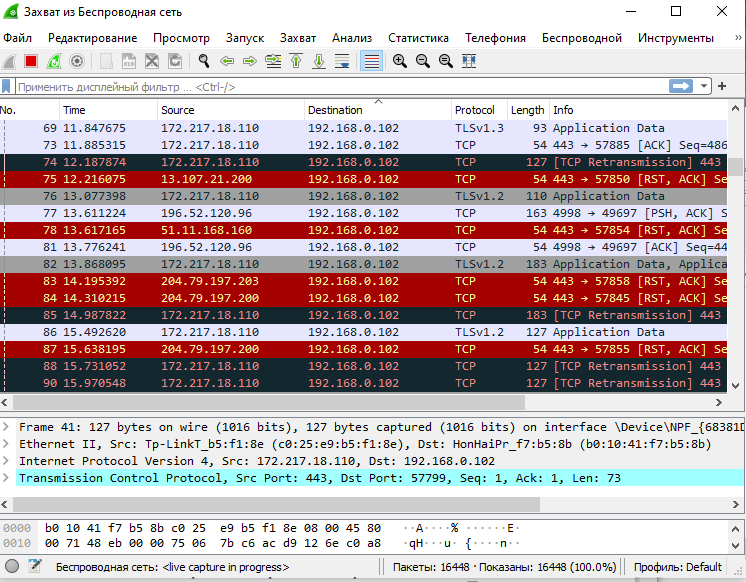 Захват из Беспроводная сеть
Файл Редактирование Просмотр Запуск Захват Анализ Статистика Телефония Беспроводной Инструменты »
Применить дисплейный фильтр ... <Ctrl-/>
No. Time Source Destination Protocol Length Info
69 11.847675 172.217.18.110 192.168.0.102 TLSv1.3 93 Application Data
73 11.885315 172.217.18.110 192.168.0.102 TCP 54 443 → 57885 [ACK] Seq=486
74 12.187874 172.217.18.110 192.168.0.102 TCP 127 [TCP Retransmission] 443
75 12.216075 13.107.21.200 192.168.0.102 TCP 54 443 → 57850 [RST, ACK] Se
76 13.077398 172.217.18.110 192.168.0.102 TLSv1.2 110 Application Data
77 13.611224 196.52.120.96 192.168.0.102 TCP 163 4998 → 49697 [PSH, ACK] S
78 13.617165 51.11.168.160 192.168.0.102 TCP 54 443 → 57854 [RST, ACK] Se
81 13.776241 196.52.120.96 192.168.0.102 TCP 54 4998 → 49697 [ACK] Seq=44
82 13.868095 172.217.18.110 192.168.0.102 TLSv1.2 183 Application Data, Applica
83 14.195392 204.79.197.203 192.168.0.102 TCP 54 443 → 57858 [RST, ACK] Se
84 14.310215 204.79.197.200 192.168.0.102 TCP 54 443 → 57845 [RST, ACK] Se
85 14.987822 172.217.18.110 192.168.0.102 TCP 183 [TCP Retransmission] 443
86 15.492620 172.217.18.110 192.168.0.102 TLSv1.2 127 Application Data
87 15.638195 204.79.197.200 192.168.0.102 TCP 54 443 → 57855 [RST, ACK] Se
88 15.731052 172.217.18.110 192.168.0.102 TCP 127 [TCP Retransmission] 443
90 15.970548 172.217.18.110 192.168.0.102 TCP 127 [TCP Retransmission] 443
Frame 41: 127 bytes on wire (1016 bits), 127 bytes captured (1016 bits) on interface \Device\NPF_{68381D
Ethernet II, Src: Tp-LinkT_b5:f1:8e (c0:25:e9:b5:f1:8e), Dst: HonHaiPr_f7:b5:8b (b0:10:41:f7:b5:8b)
Internet Protocol Version 4, Src: 172.217.18.110, Dst: 192.168.0.102
Transmission Control Protocol, Src Port: 443, Dst Port: 57799, Seq: 1, Ack: 1, Len: 73
0000 b0 10 41 f7 b5 8b c0 25 e9 b5 f1 8e 08 00 45 80 ··A····% ······E·
0010 00 71 48 eb 00 00 75 06 7b c6 ac d9 12 6e c0 a8 ·qH···u· {····n··
Беспроводная сеть: <live capture in progress> Пакеты: 16448 · Показаны: 16448 (100.0%) Профиль: Default